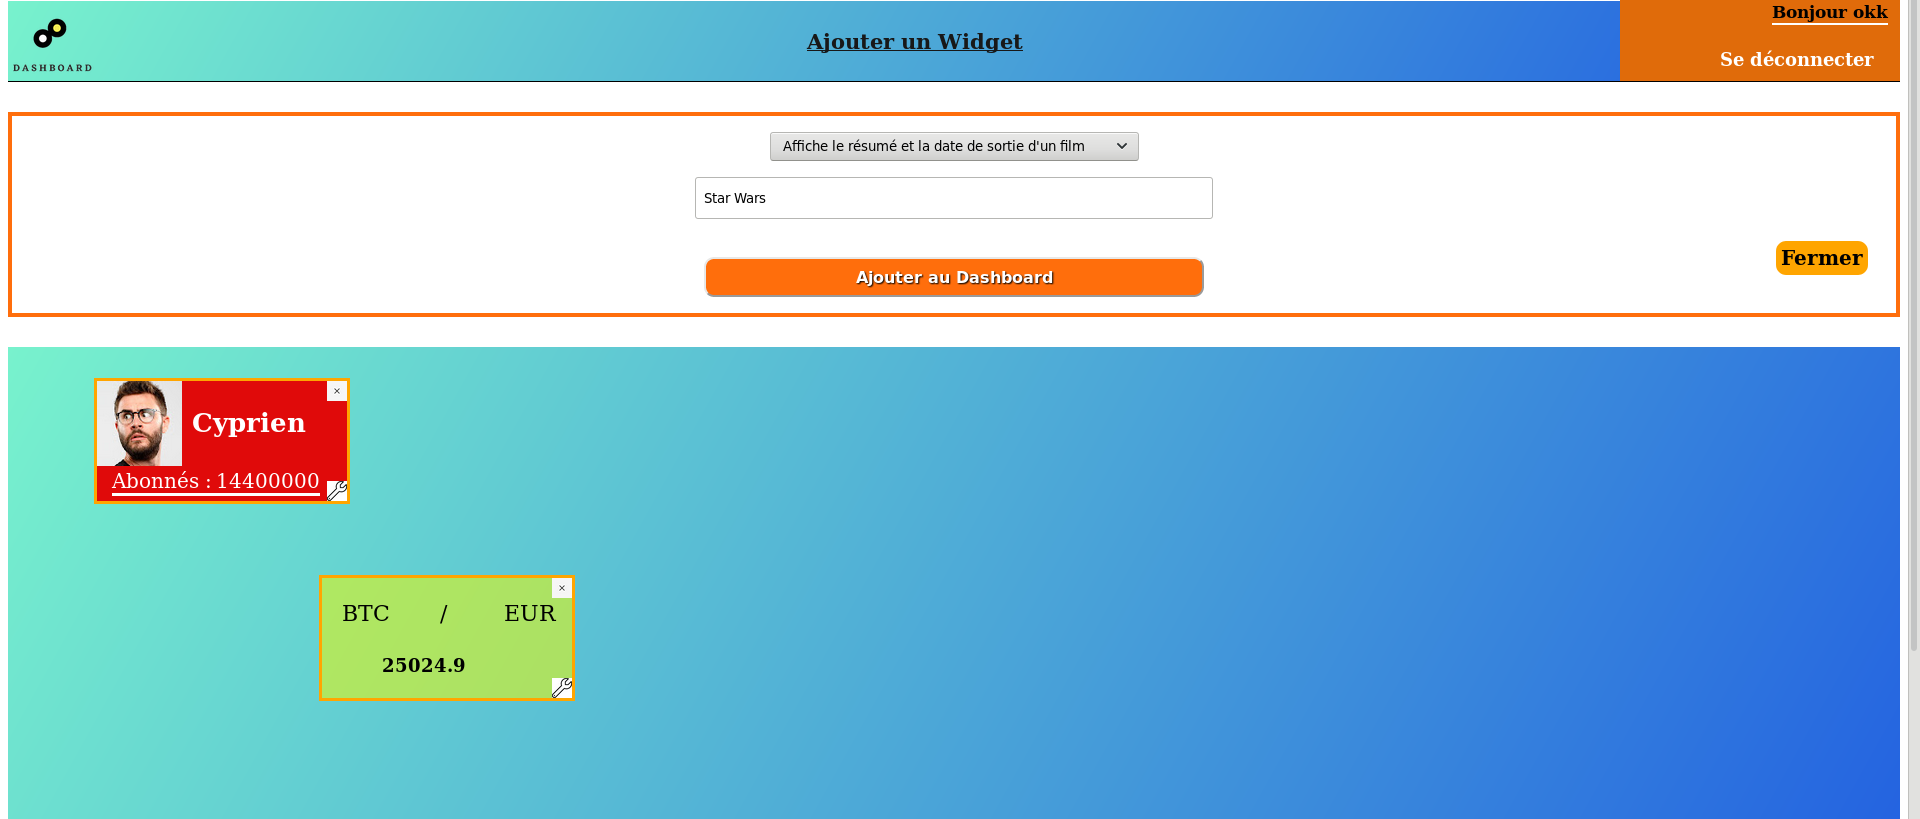 DASHBOARD
Ajouter un Widget
Bonjour okk
Se déconnecter
Affiche le résumé et la date de sortie d'un film
Star Wars
Fermer
Ajouter au Dashboard
×
Cyprien
Abonnés : 14400000
×
BTC / EUR
25024.9